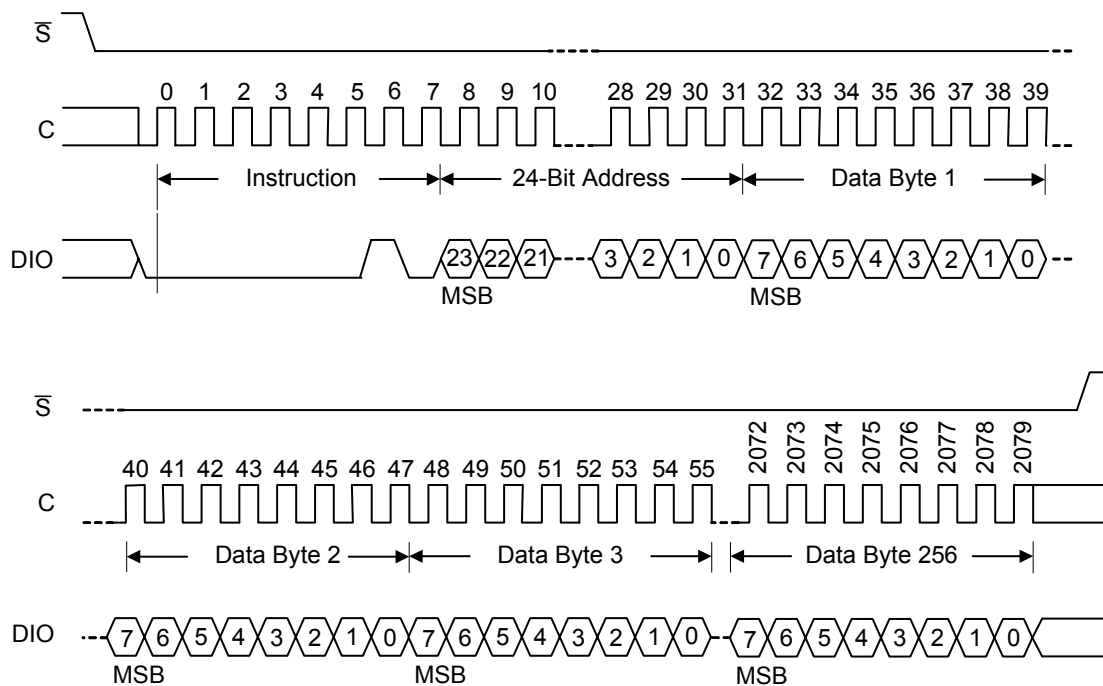 S̅
0 1 2 3 4 5 6 7 8 9 10 28 29 30 31 32 33 34 35 36 37 38 39
C
Instruction 24-Bit Address Data Byte 1
DIO 23 22 21 3 2 1 0 7 6 5 4 3 2 1 0
MSB MSB
S̅
40 41 42 43 44 45 46 47 48 49 50 51 52 53 54 55 2072 2073 2074 2075 2076 2077 2078 2079
C
Data Byte 2 Data Byte 3 Data Byte 256
DIO 7 6 5 4 3 2 1 0 7 6 5 4 3 2 1 0 7 6 5 4 3 2 1 0
MSB MSB MSB